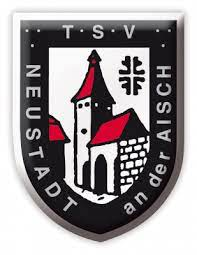 ·· T · S · V ··
NEUSTADT
an der AISCH